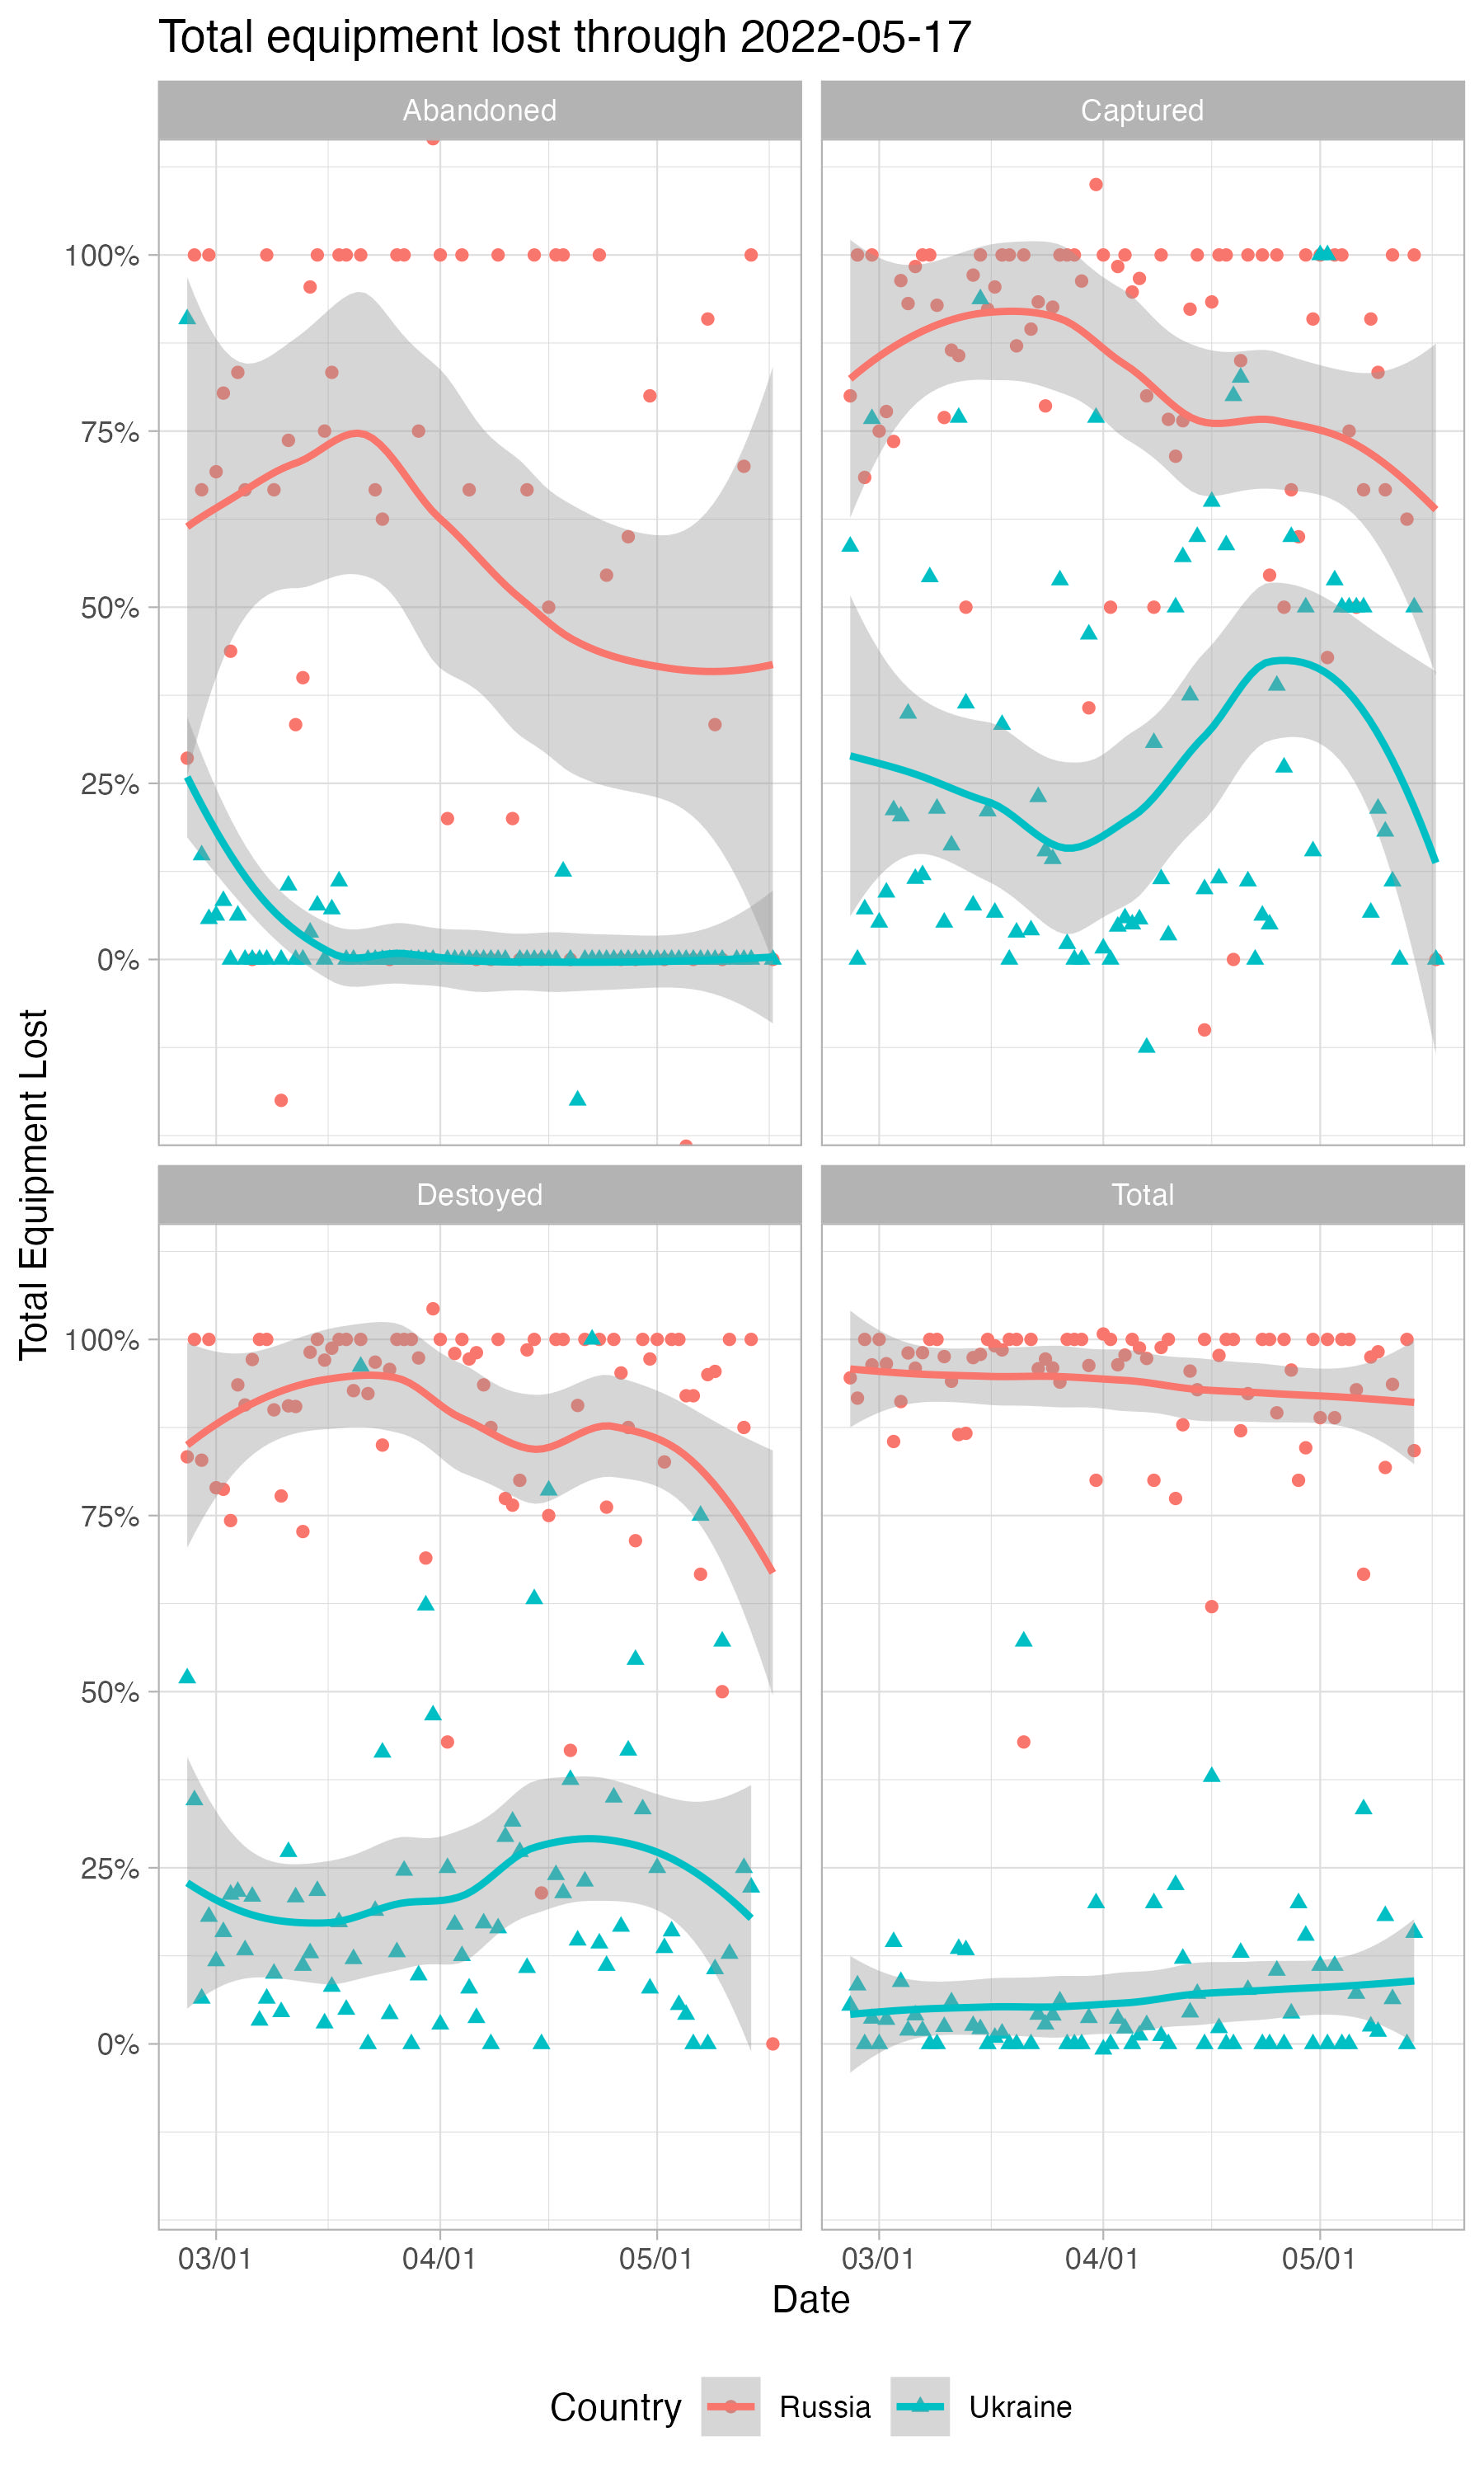 Total equipment lost through 2022-05-17
Abandoned
Captured
100%
75%
50%
25%
0%
Total Equipment Lost
Destoyed
Total
100%
75%
50%
25%
0%
03/01
04/01
05/01
03/01
04/01
05/01
Date
Country
Russia
Ukraine